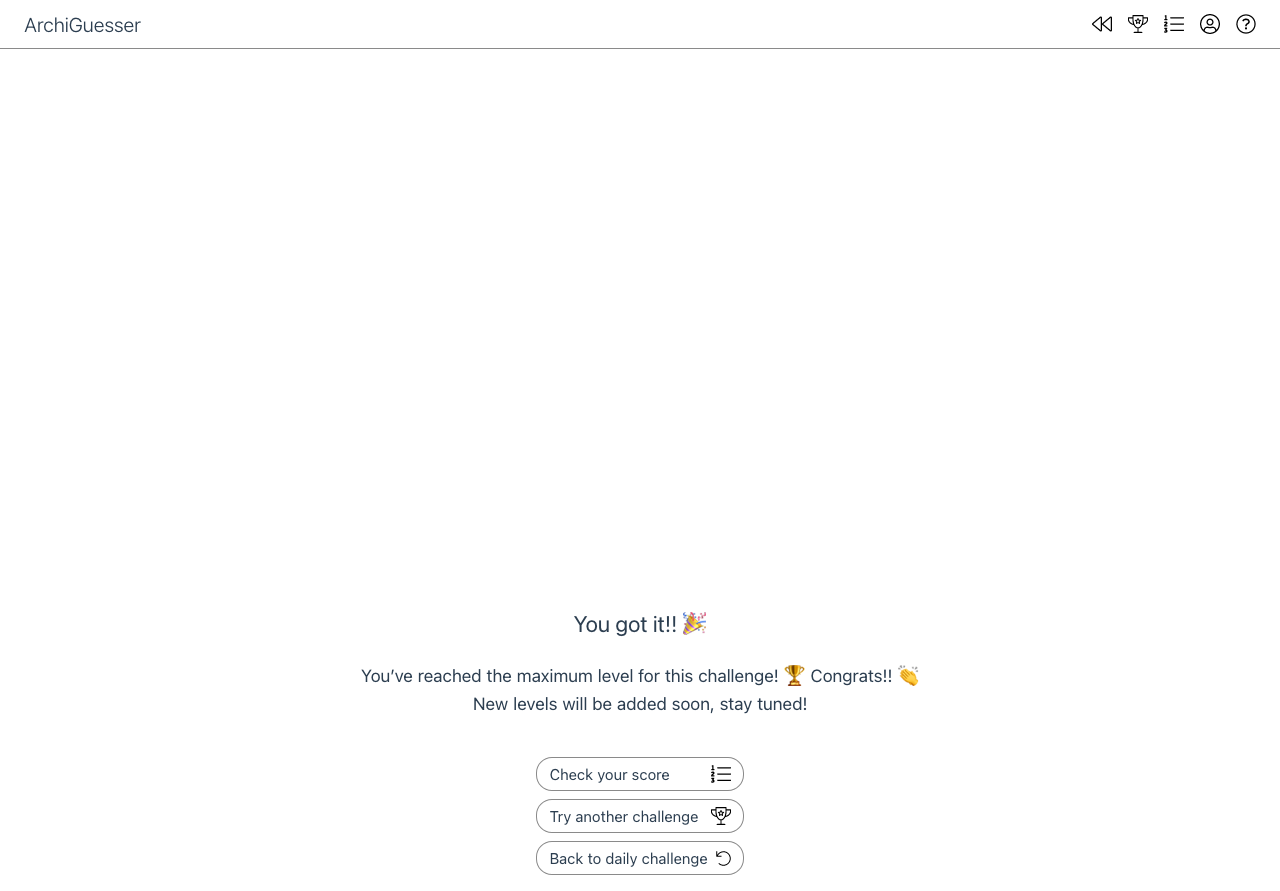 ArchiGuesser
You got it!! 🎉
You’ve reached the maximum level for this challenge! 🏆 Congrats!! 👏
New levels will be added soon, stay tuned!
Check your score
Try another challenge
Back to daily challenge